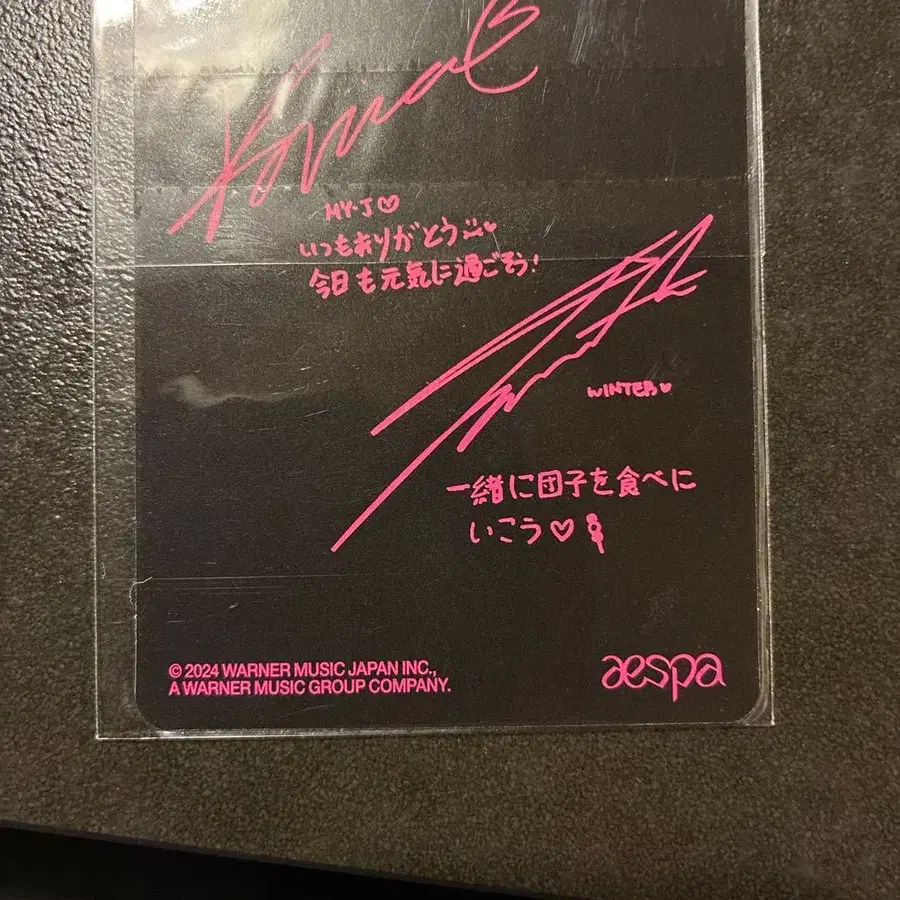 Karina
MY-J♡
いつもありがとう
今日も元気に過ごそう!
WINTER♡
一緒に団子を食べに
いこう♡
© 2024 WARNER MUSIC JAPAN INC.,
A WARNER MUSIC GROUP COMPANY.
aespa